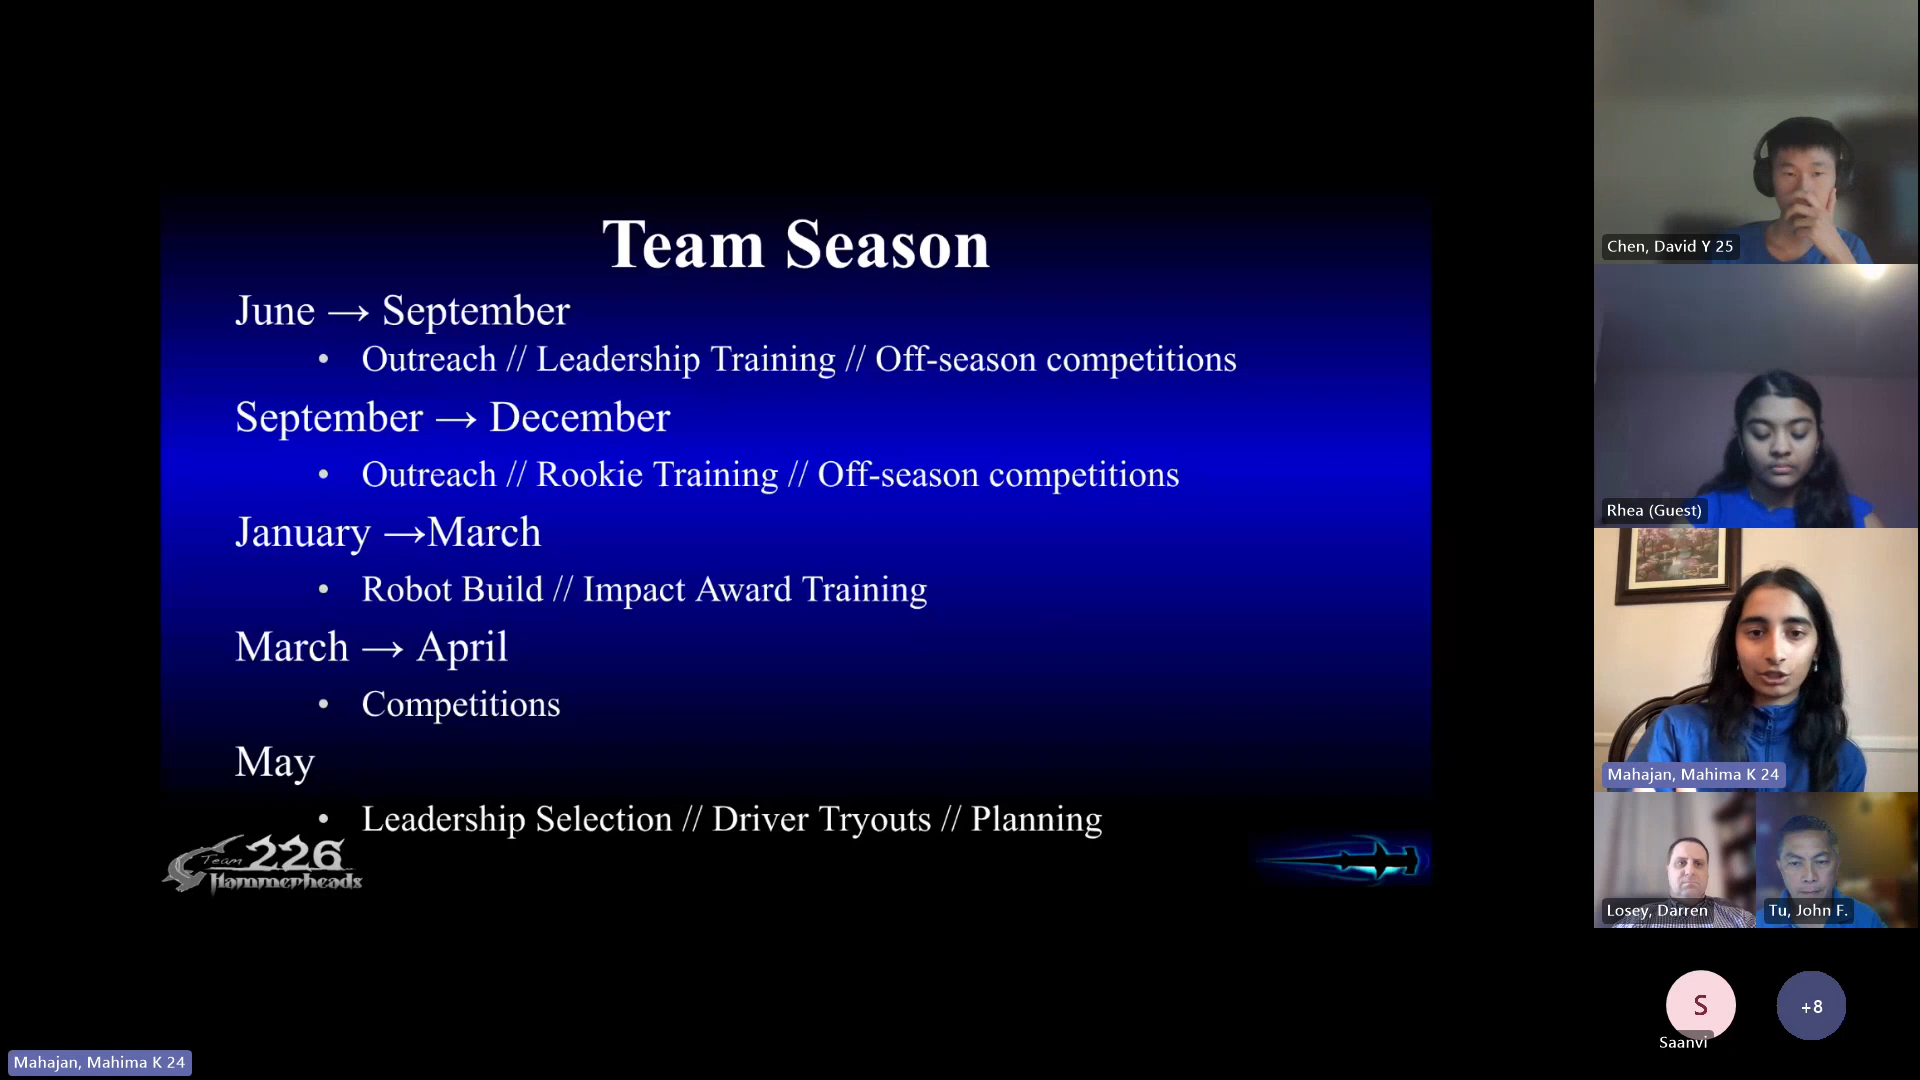 Team Season
June → September
• Outreach // Leadership Training // Off-season competitions
September → December
• Outreach // Rookie Training // Off-season competitions
January →March
• Robot Build // Impact Award Training
March → April
• Competitions
May
• Leadership Selection // Driver Tryouts // Planning
Team 226
Hammerheads
Chen, David Y 25
Rhea (Guest)
Mahajan, Mahima K 24
Losey, Darren
Tu, John F.
S
Saanvi
+8
Mahajan, Mahima K 24